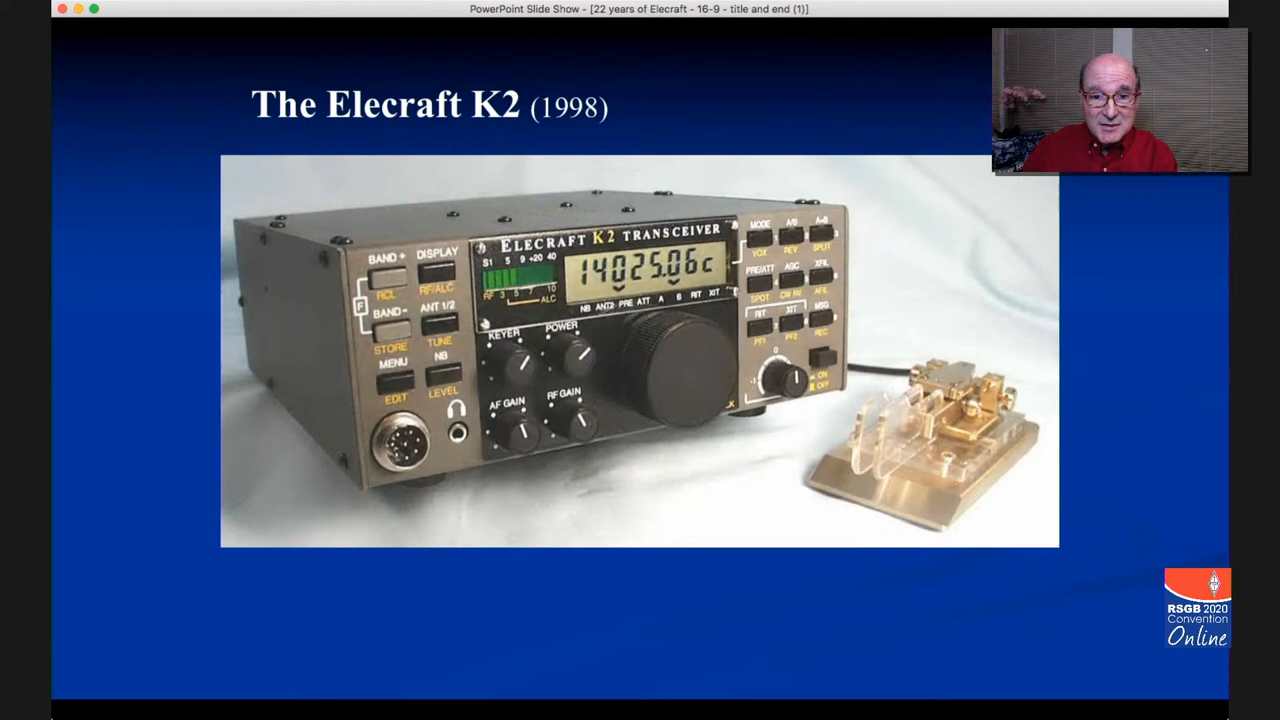 PowerPoint Slide Show - [22 years of Elecraft - 16-9 - title and end (1)]
The Elecraft K2 (1998)
ELECRAFT K2 TRANSCEIVER
S1 5 9 +20 40
RF 3 5 7 10
ALC
14025.06c
NB ANT2 PRE ATT A B RIT XIT
BAND+ DISPLAY
RCL RF/ALC
F
BAND- ANT 1/2
STORE TUNE
MENU NB
EDIT LEVEL
KEYER POWER
AF GAIN RF GAIN
MODE A/B A=B
VOX REV SPLIT
PRE/ATT AGC XFIL
SPOT CW RV AFIL
RIT XIT MSG
PF1 PF2 REC
0
-1
ON
OFF
RSGB 2020
Convention
Online